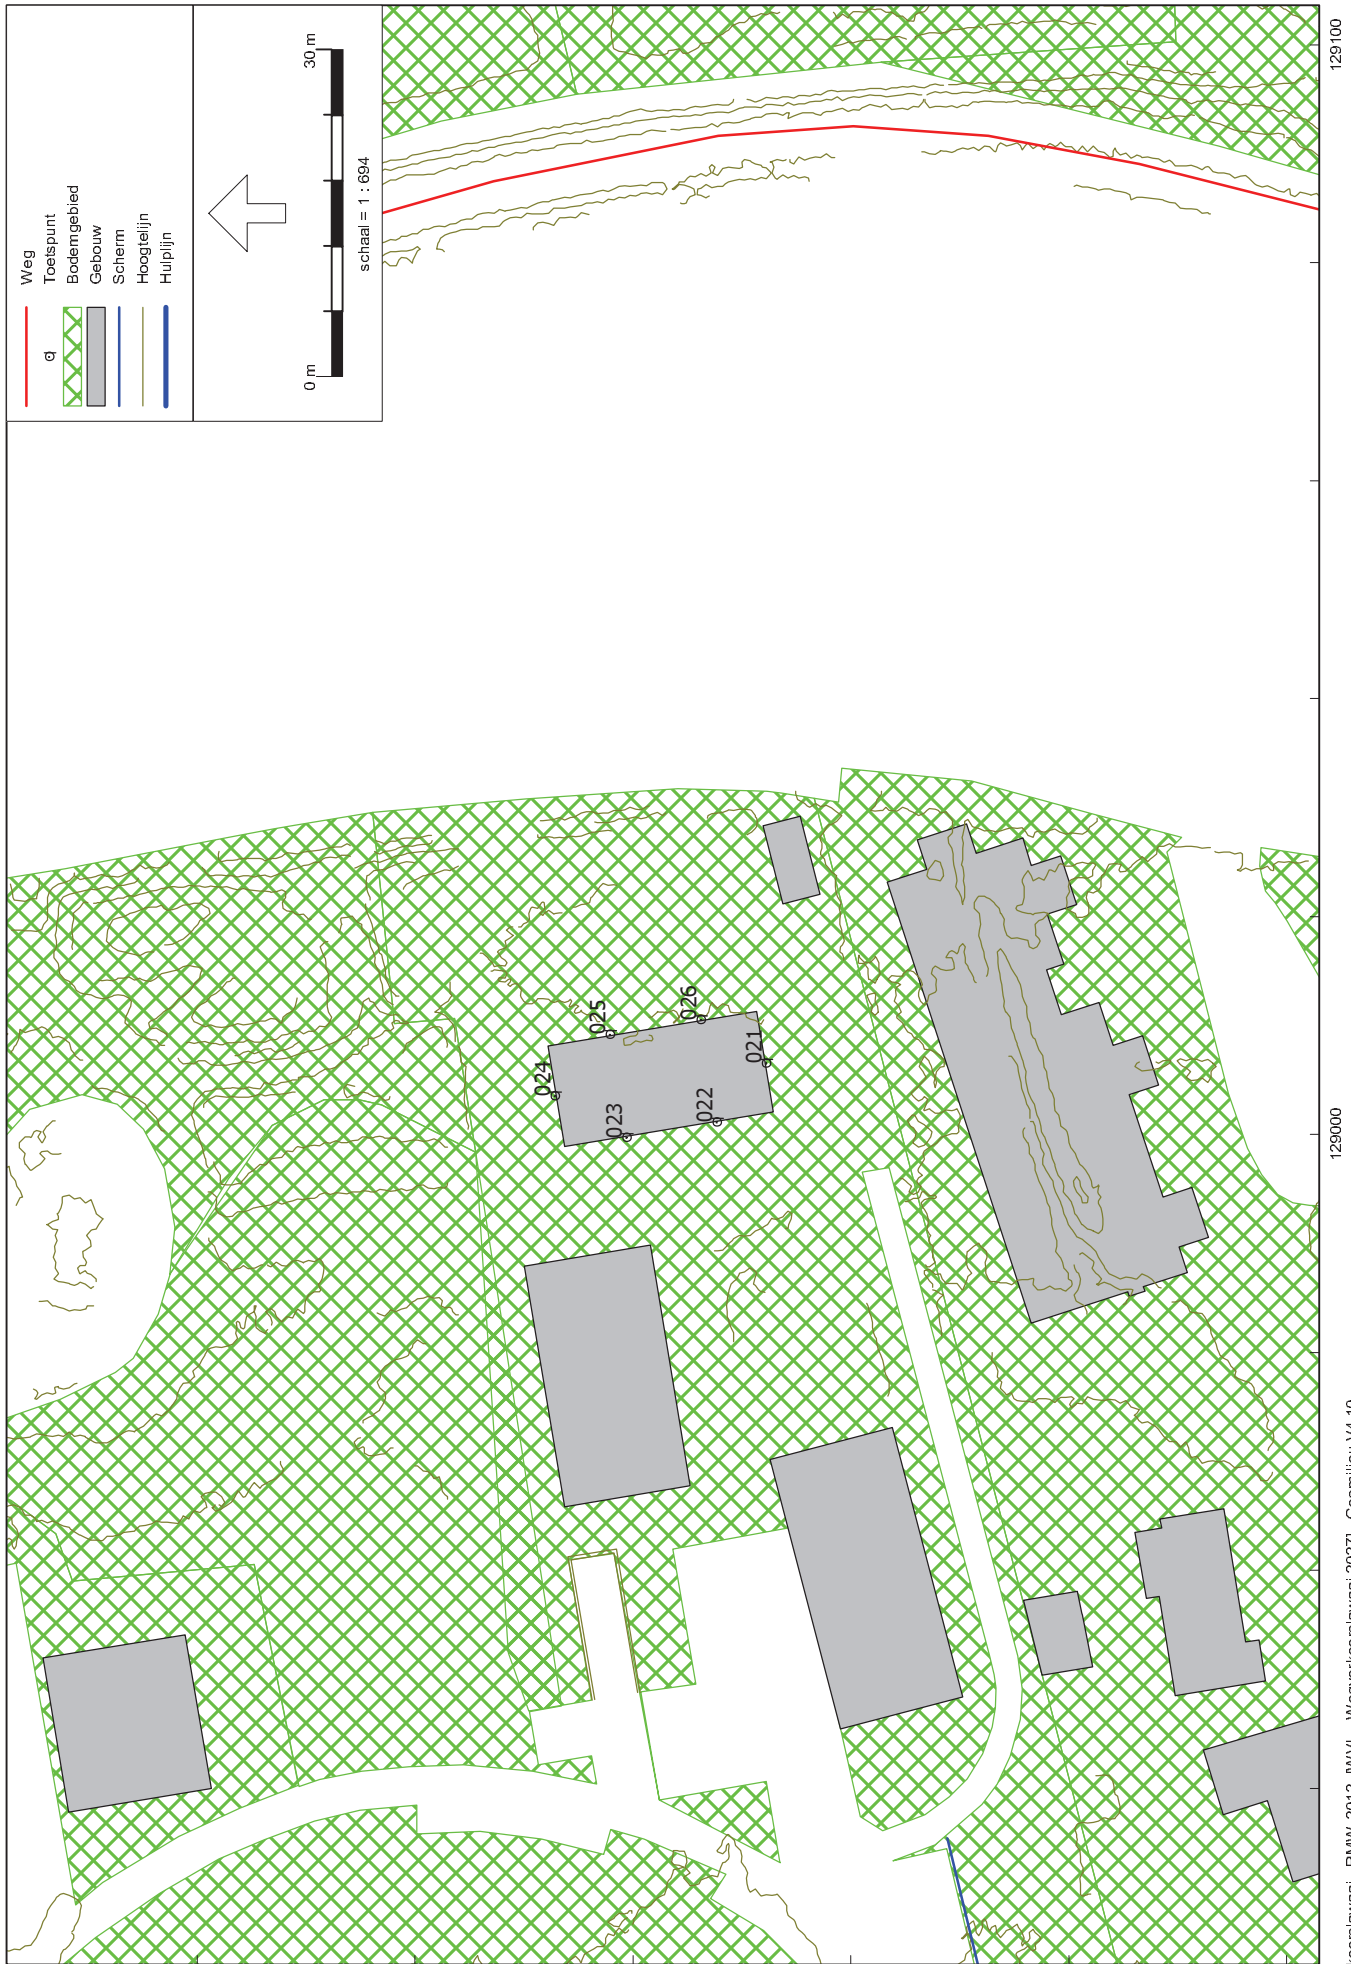 Weg
Toetspunt
Bodemgebied
Gebouw
Scherm
Hoogtelijn
Hulplijn
0 m
30 m
schaal = 1 : 694
129100
129000
021
022
023
024
025
026